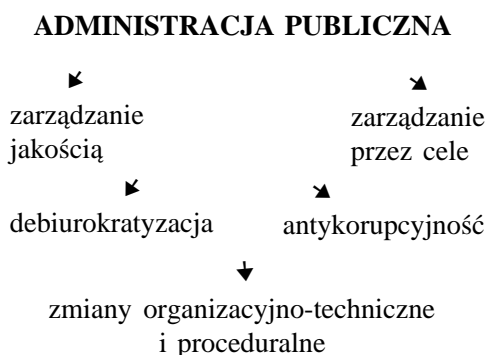 ADMINISTRACJA PUBLICZNA
zarządzanie
jakością
zarządzanie
przez cele
debiurokratyzacja
antykorupcyjność
zmiany organizacyjno-techniczne
i proceduralne